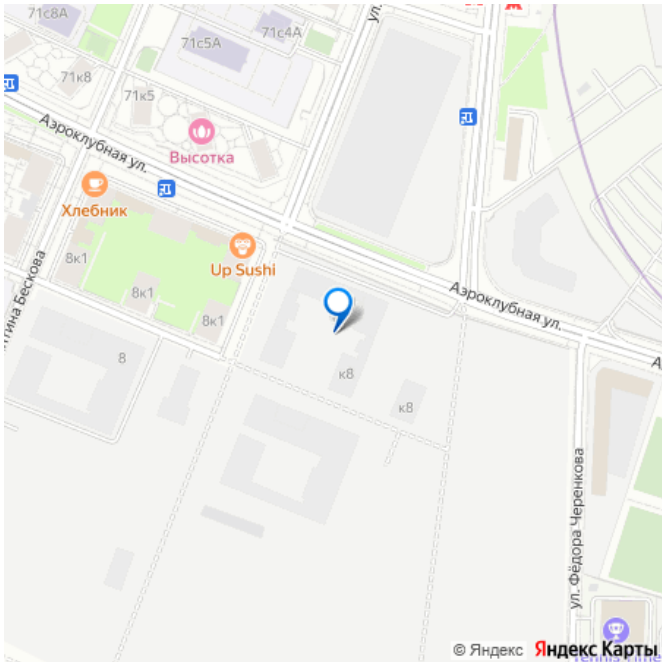 71с8А
71с5А
71с4А
ул.
71к8
71к5
Аэроклубная ул.
Высотка
Хлебник
Up Sushi
8к1
8к1
8к1
Аэроклубная ул.
8
к8
к8
ул. Фёдора Черенкова
© Яндекс Яндекс Карты